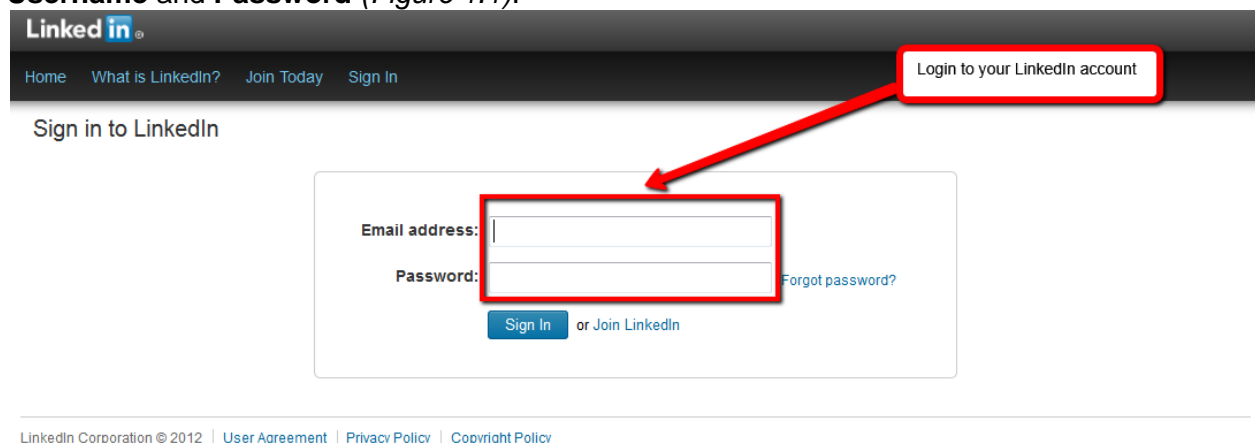 Username and Password (Figure 4.1).
Linked in ®
Home What is LinkedIn? Join Today Sign In
Login to your LinkedIn account
Sign in to LinkedIn
Email address:
Password:
Forgot password?
Sign In or Join LinkedIn
LinkedIn Corporation © 2012 | User Agreement | Privacy Policy | Copyright Policy